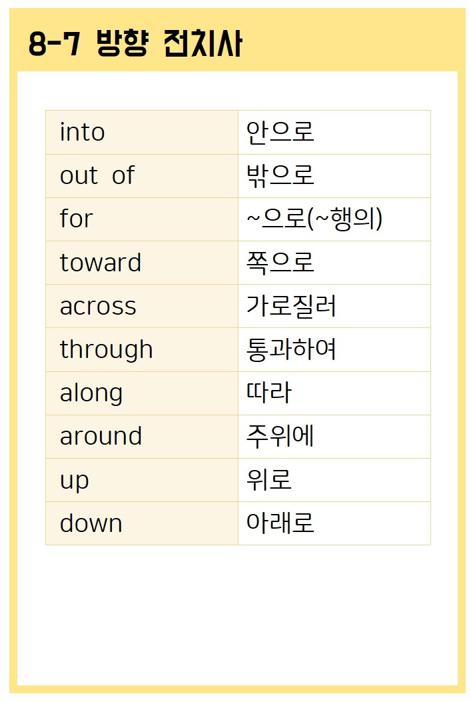 8-7 방향 전치사
into 안으로
out of 밖으로
for ~으로(~행의)
toward 쪽으로
across 가로질러
through 통과하여
along 따라
around 주위에
up 위로
down 아래로